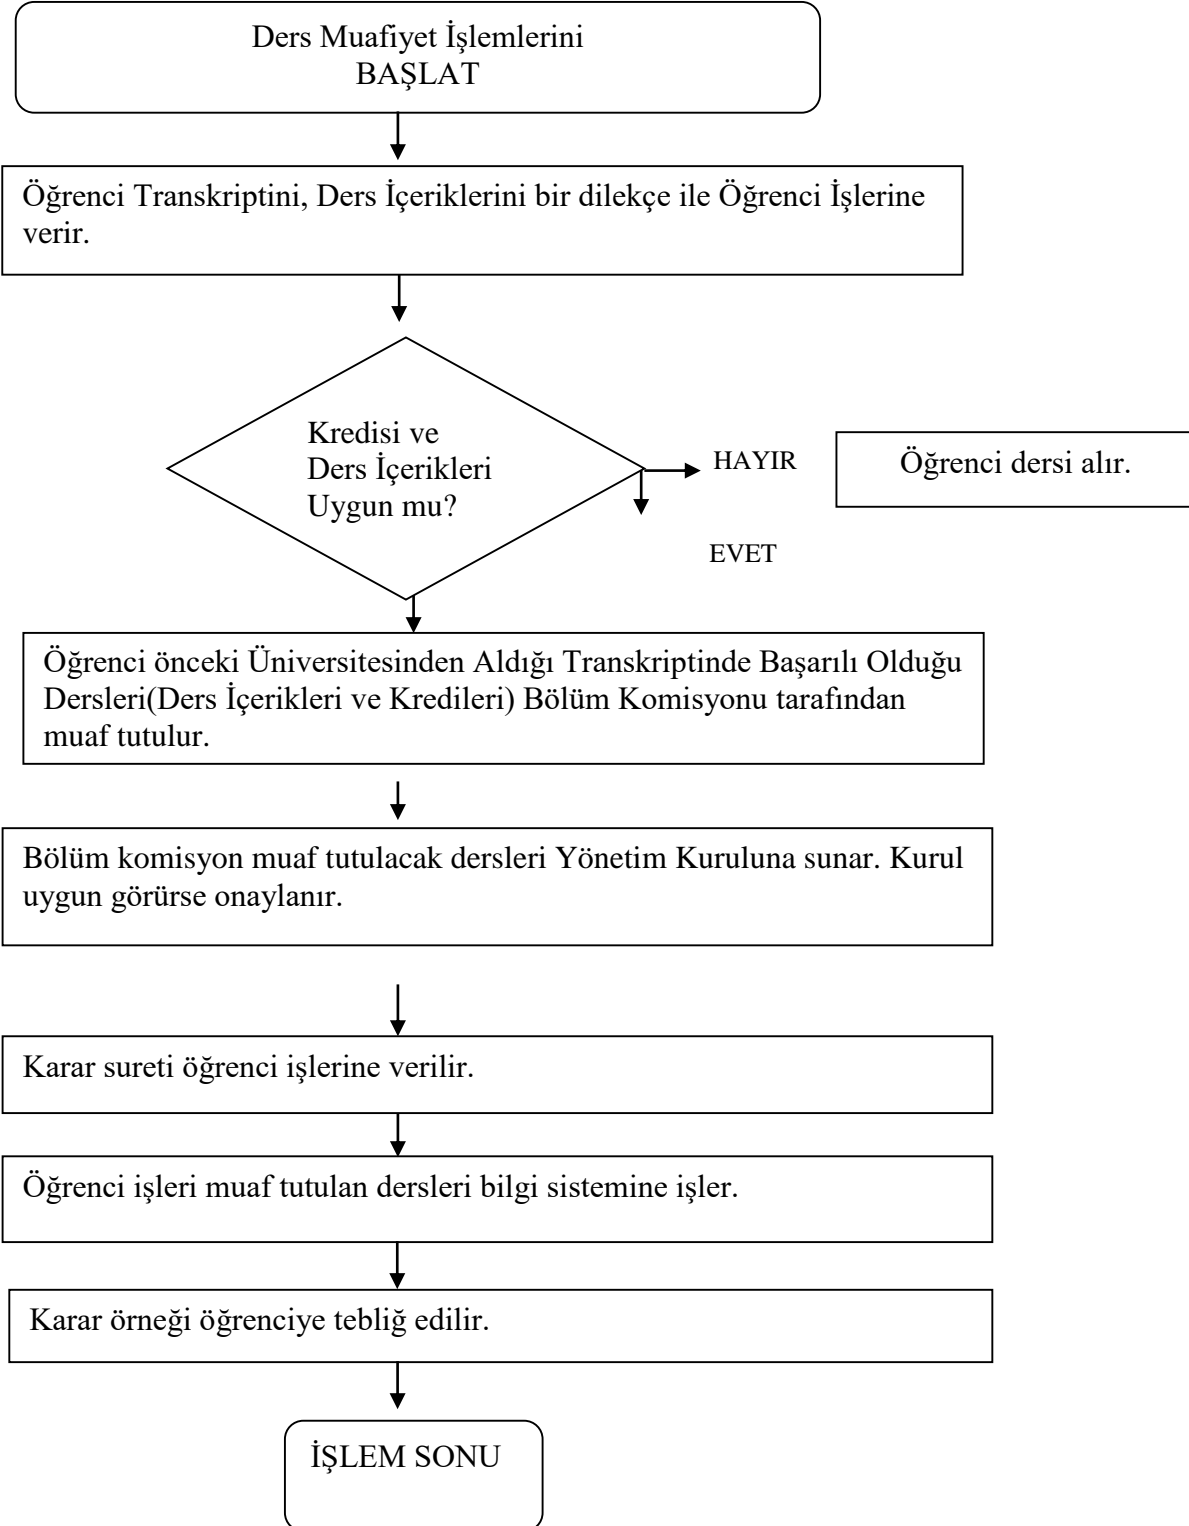 Ders Muafiyet İşlemlerini
BAŞLAT
Öğrenci Transkriptini, Ders İçeriklerini bir dilekçe ile Öğrenci İşlerine
verir.
Kredisi ve
Ders İçerikleri
Uygun mu?
HAYIR
Öğrenci dersi alır.
EVET
Öğrenci önceki Üniversitesinden Aldığı Transkriptinde Başarılı Olduğu
Dersleri(Ders İçerikleri ve Kredileri) Bölüm Komisyonu tarafından
muaf tutulur.
Bölüm komisyon muaf tutulacak dersleri Yönetim Kuruluna sunar. Kurul
uygun görürse onaylanır.
Karar sureti öğrenci işlerine verilir.
Öğrenci işleri muaf tutulan dersleri bilgi sistemine işler.
Karar örneği öğrenciye tebliğ edilir.
İŞLEM SONU